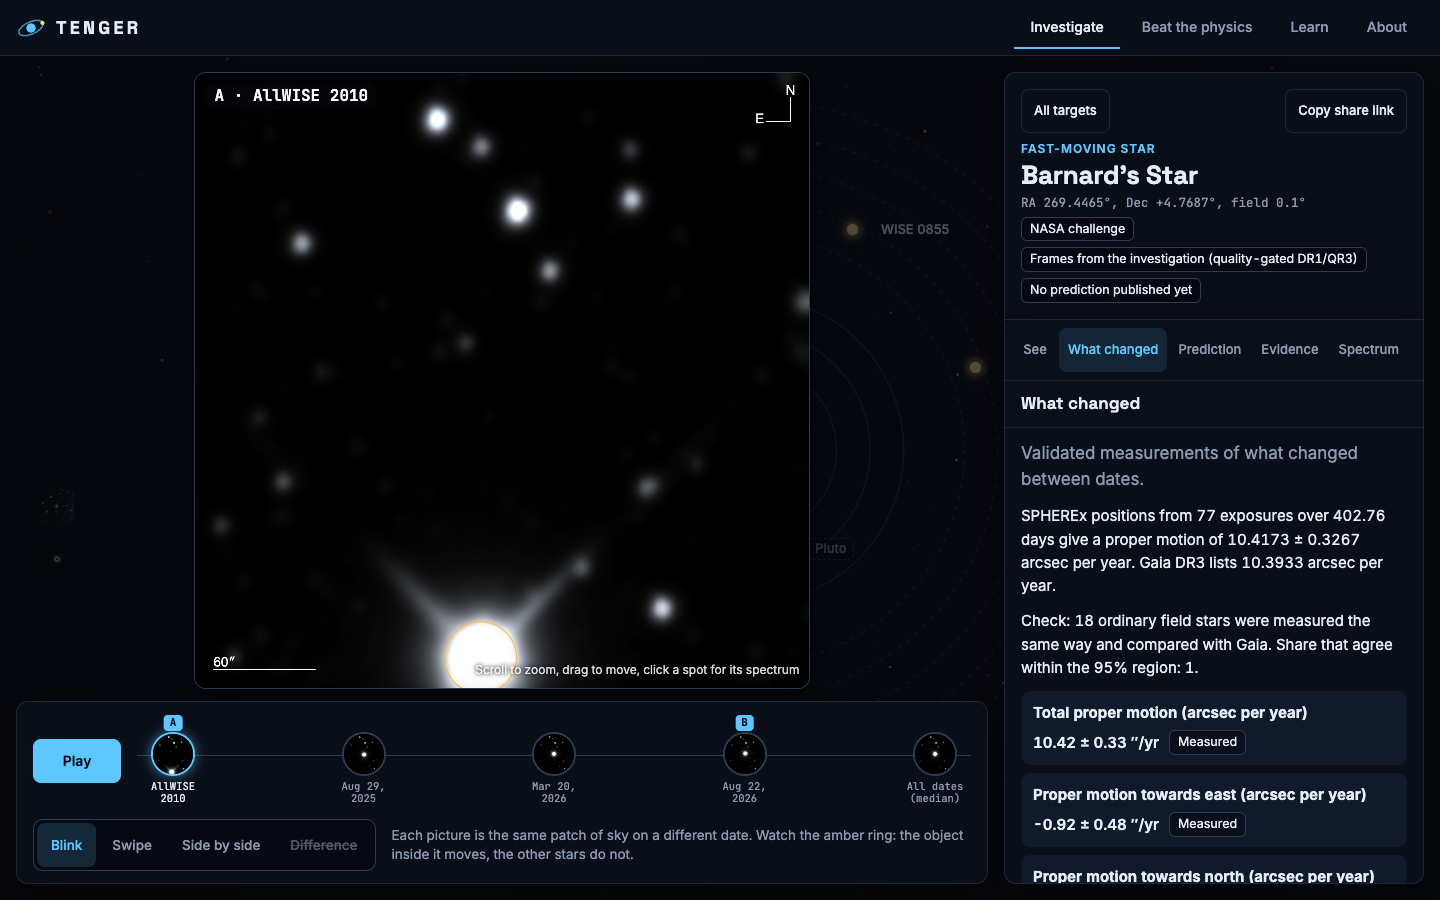 TENGER
Investigate
Beat the physics
Learn
About
A · AllWISE 2010
N
E
60″
Scroll to zoom, drag to move, click a spot for its spectrum
WISE 0855
Pluto
All targets
Copy share link
FAST-MOVING STAR
Barnard's Star
RA 269.4465°, Dec +4.7687°, field 0.1°
NASA challenge
Frames from the investigation (quality-gated DR1/QR3)
No prediction published yet
See
What changed
Prediction
Evidence
Spectrum
What changed
Validated measurements of what changed
between dates.
SPHEREx positions from 77 exposures over 402.76
days give a proper motion of 10.4173 ± 0.3267
arcsec per year. Gaia DR3 lists 10.3933 arcsec per
year.
Check: 18 ordinary field stars were measured the
same way and compared with Gaia. Share that agree
within the 95% region: 1.
Total proper motion (arcsec per year)
10.42 ± 0.33 ″/yr
Measured
Proper motion towards east (arcsec per year)
-0.92 ± 0.48 ″/yr
Measured
Proper motion towards north (arcsec per year)
Play
A
AllWISE
2010
Aug 29,
2025
Mar 20,
2026
B
Aug 22,
2026
All dates
(median)
Blink
Swipe
Side by side
Difference
Each picture is the same patch of sky on a different date. Watch the amber ring: the object
inside it moves, the other stars do not.